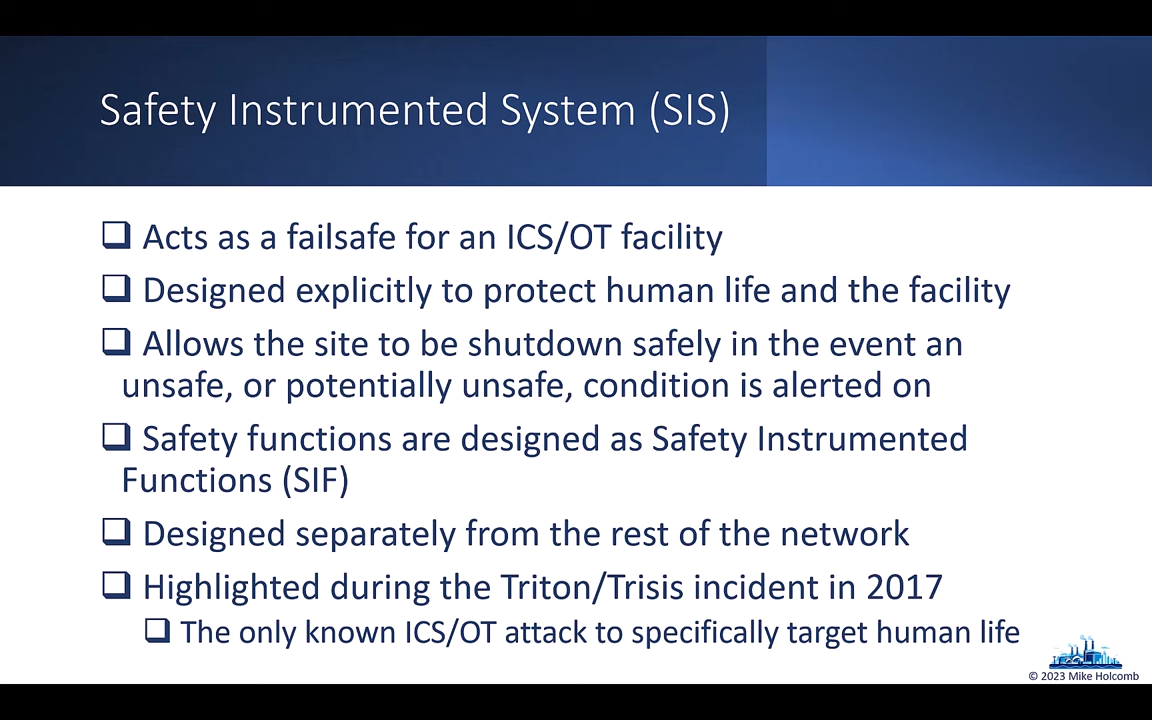 Safety Instrumented System (SIS)
❑ Acts as a failsafe for an ICS/OT facility
❑ Designed explicitly to protect human life and the facility
❑ Allows the site to be shutdown safely in the event an
unsafe, or potentially unsafe, condition is alerted on
❑ Safety functions are designed as Safety Instrumented
Functions (SIF)
❑ Designed separately from the rest of the network
❑ Highlighted during the Triton/Trisis incident in 2017
❑ The only known ICS/OT attack to specifically target human life
© 2023 Mike Holcomb